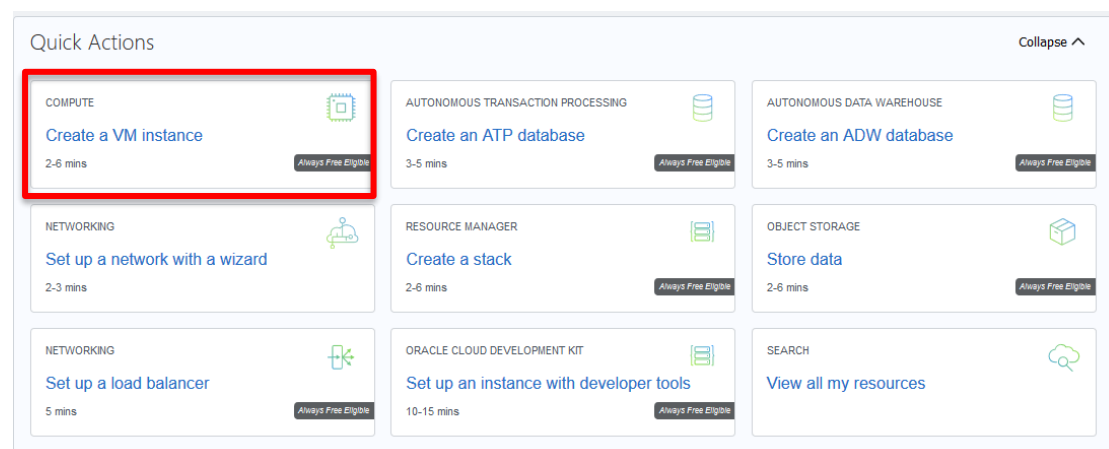 Quick Actions
Collapse
COMPUTE
Create a VM instance
2-6 mins
Always Free Eligible
AUTONOMOUS TRANSACTION PROCESSING
Create an ATP database
3-5 mins
Always Free Eligible
AUTONOMOUS DATA WAREHOUSE
Create an ADW database
3-5 mins
Always Free Eligible
NETWORKING
Set up a network with a wizard
2-3 mins
RESOURCE MANAGER
Create a stack
2-6 mins
Always Free Eligible
OBJECT STORAGE
Store data
2-6 mins
Always Free Eligible
NETWORKING
Set up a load balancer
5 mins
Always Free Eligible
ORACLE CLOUD DEVELOPMENT KIT
Set up an instance with developer tools
10-15 mins
Always Free Eligible
SEARCH
View all my resources